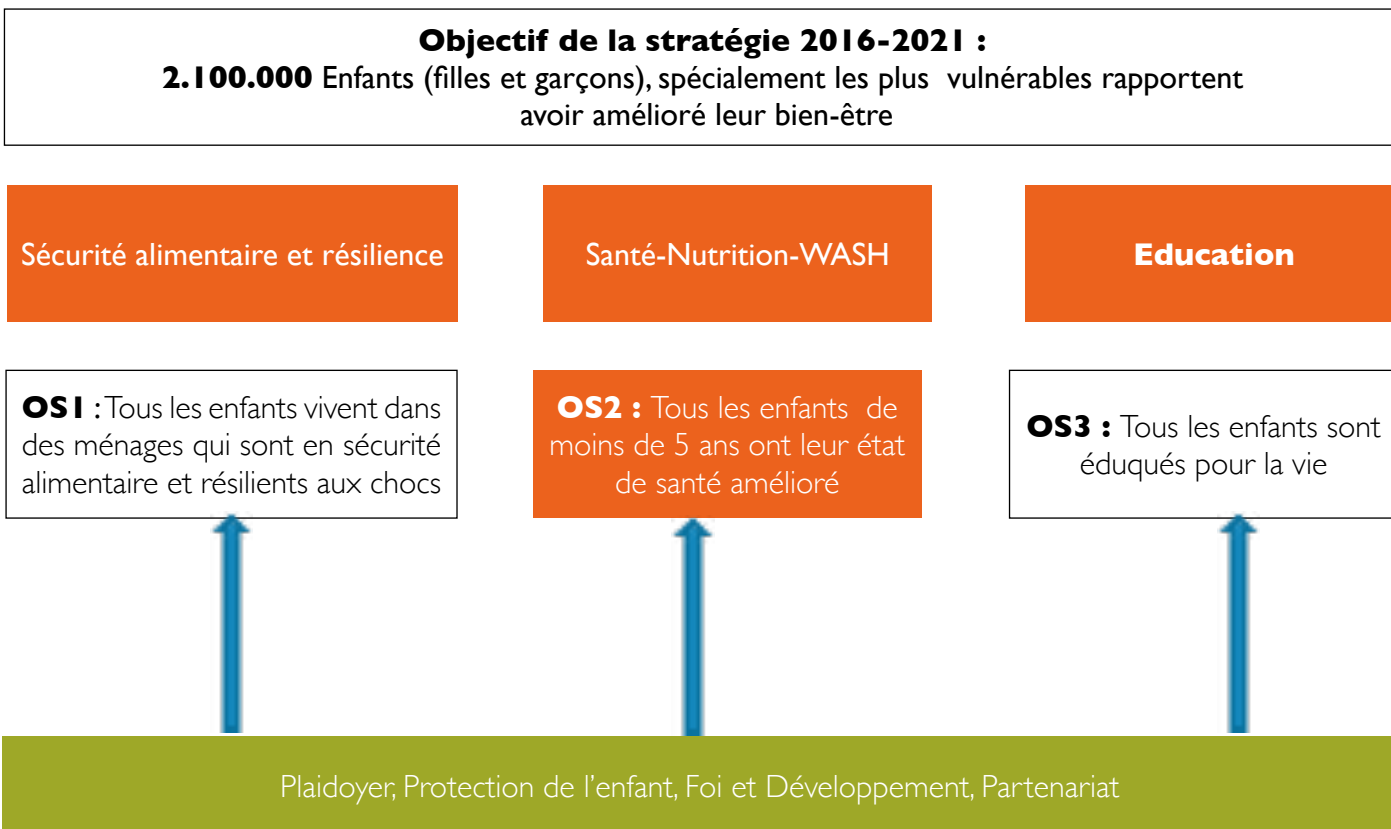 Objectif de la stratégie 2016-2021 :
2.100.000 Enfants (filles et garçons), spécialement les plus vulnérables rapportent
avoir amélioré leur bien-être
Sécurité alimentaire et résilience
Santé-Nutrition-WASH
Education
OS1 : Tous les enfants vivent dans
des ménages qui sont en sécurité
alimentaire et résilients aux chocs
OS2 : Tous les enfants de
moins de 5 ans ont leur état
de santé amélioré
OS3 : Tous les enfants sont
éduqués pour la vie
Plaidoyer, Protection de l'enfant, Foi et Développement, Partenariat